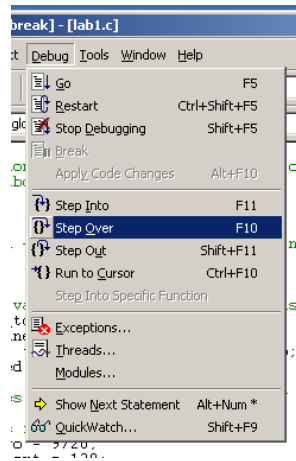 break] - [lab1.c]
Debug Tools Window Help
Go F5
Restart Ctrl+Shift+F5
Stop Debugging Shift+F5
Break
Apply Code Changes Alt+F10
Step Into F11
Step Over F10
Step Out Shift+F11
Run to Cursor Ctrl+F10
Step Into Specific Function
Exceptions...
Threads...
Modules...
Show Next Statement Alt+Num *
QuickWatch... Shift+F9